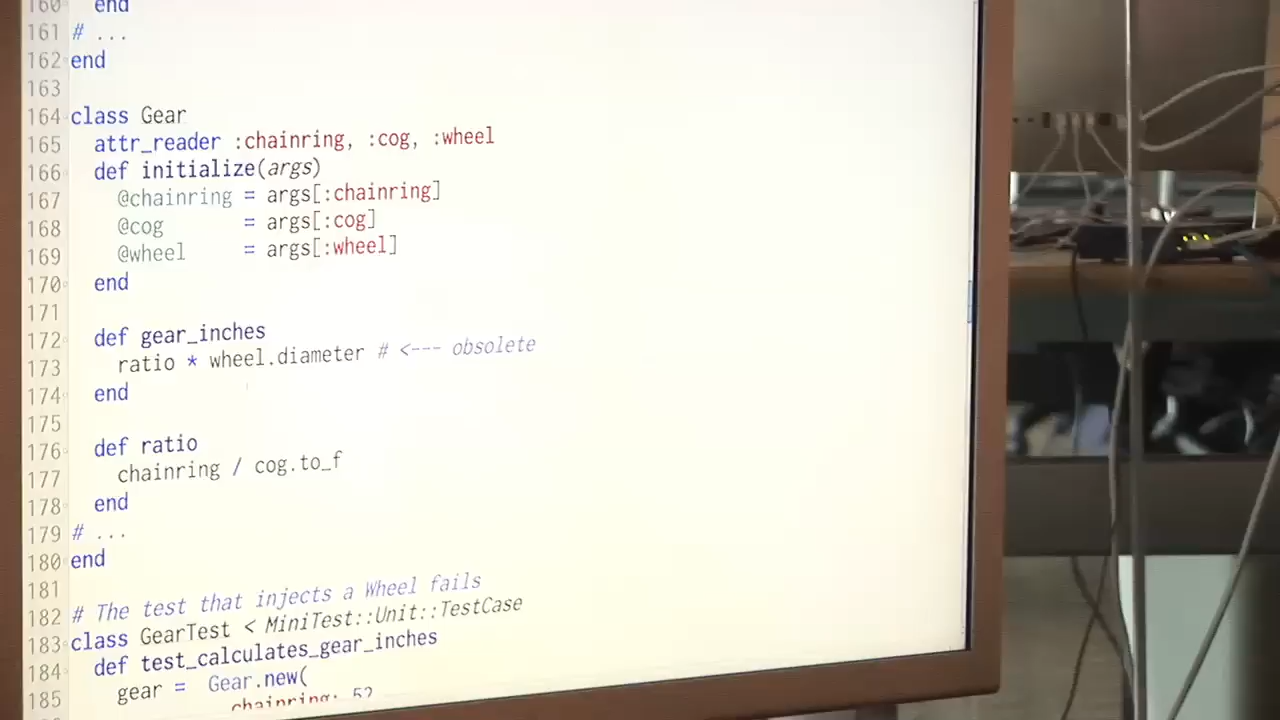 160 end
161 # ...
162 end
163
164 class Gear
165 attr_reader :chainring, :cog, :wheel
166 def initialize(args)
167 @chainring = args[:chainring]
168 @cog = args[:cog]
169 @wheel = args[:wheel]
170 end
171
172 def gear_inches
173 ratio * wheel.diameter # <--- obsolete
174 end
175
176 def ratio
177 chainring / cog.to_f
178 end
179 # ...
180 end
181
182 # The test that injects a Wheel fails
183 class GearTest < MiniTest::Unit::TestCase
184 def test_calculates_gear_inches
185 gear = Gear.new(
chainring: 52